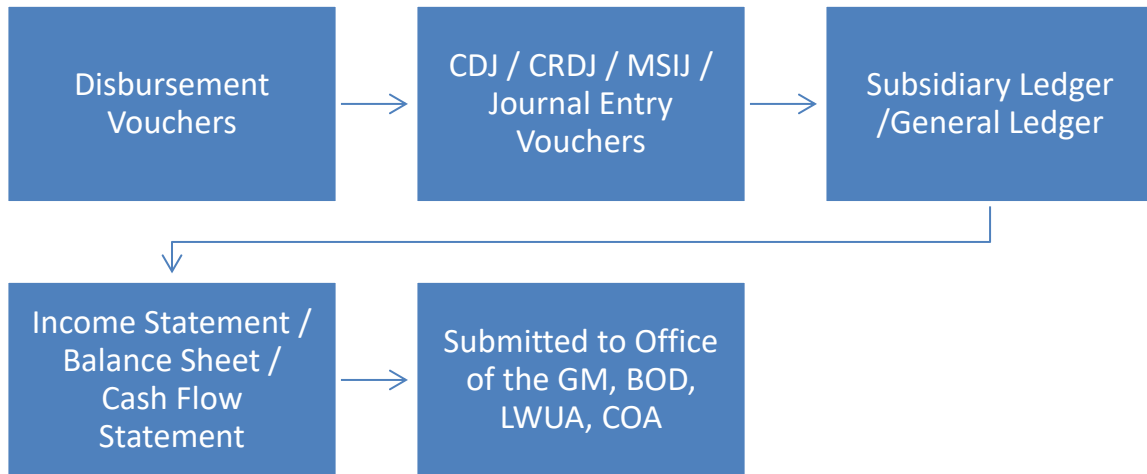 Disbursement
Vouchers
CDJ / CRDJ / MSIJ /
Journal Entry
Vouchers
Subsidiary Ledger
/General Ledger
Income Statement /
Balance Sheet /
Cash Flow
Statement
Submitted to Office
of the GM, BOD,
LWUA, COA